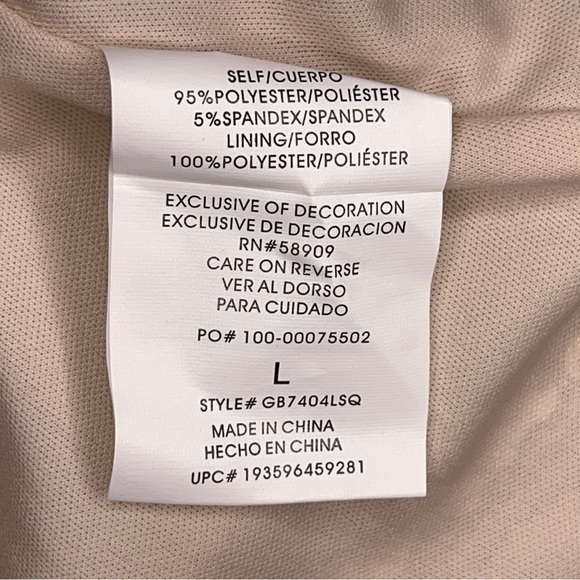 SELF/CUERPO
95%POLYESTER/POLIÉSTER
5%SPANDEX/SPANDEX
LINING/FORRO
100%POLYESTER/POLIÉSTER
EXCLUSIVE OF DECORATION
EXCLUSIVE DE DECORACION
RN#58909
CARE ON REVERSE
VER AL DORSO
PARA CUIDADO
PO# 100-00075502
L
STYLE# GB7404LSQ
MADE IN CHINA
HECHO EN CHINA
UPC# 193596459281